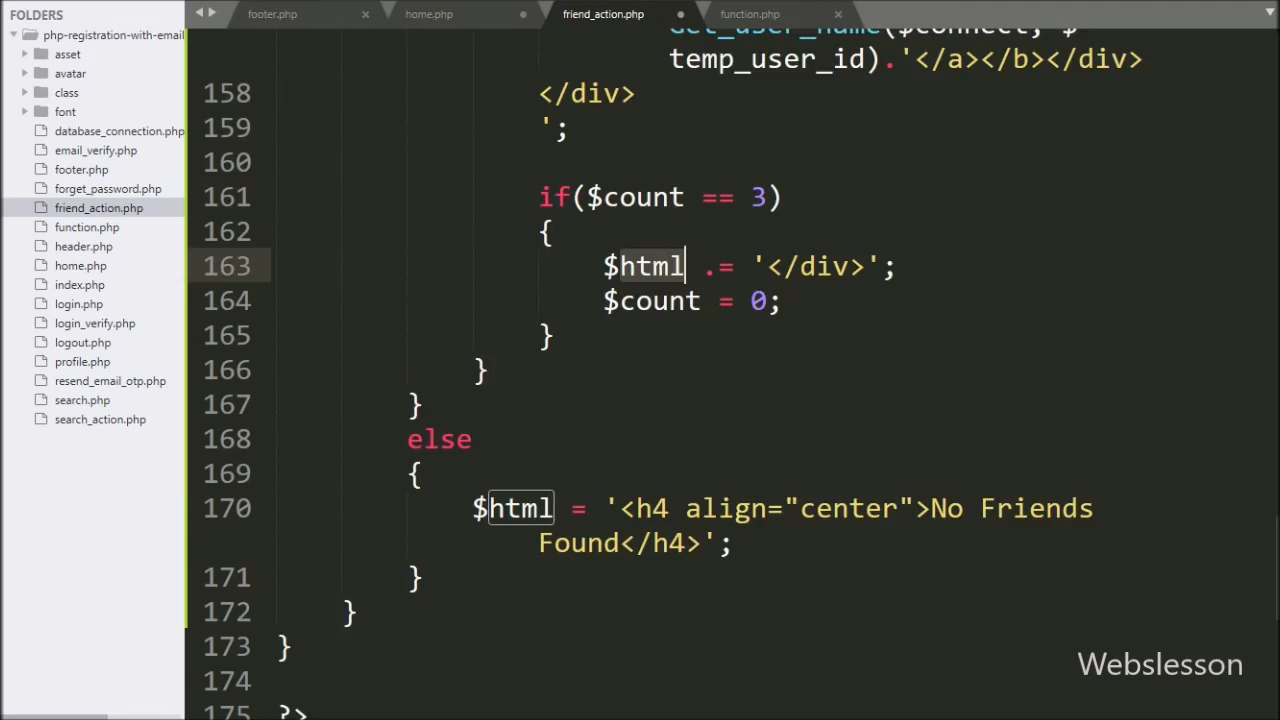 FOLDERS
php-registration-with-email
asset
avatar
class
font
database_connection.php
email_verify.php
footer.php
forget_password.php
friend_action.php
function.php
header.php
home.php
index.php
login.php
login_verify.php
logout.php
profile.php
resend_email_otp.php
search.php
search_action.php
footer.php × home.php friend_action.php function.php ×
Get_user_name($connect, $
temp_user_id).'</a></b></div>
158 </div>
159 ';
160
161 if($count == 3)
162 {
163 $html .= '</div>';
164 $count = 0;
165 }
166 }
167 }
168 else
169 {
170 $html = '<h4 align="center">No Friends
Found</h4>';
171 }
172 }
173 }
174
175 ?>
Webslesson